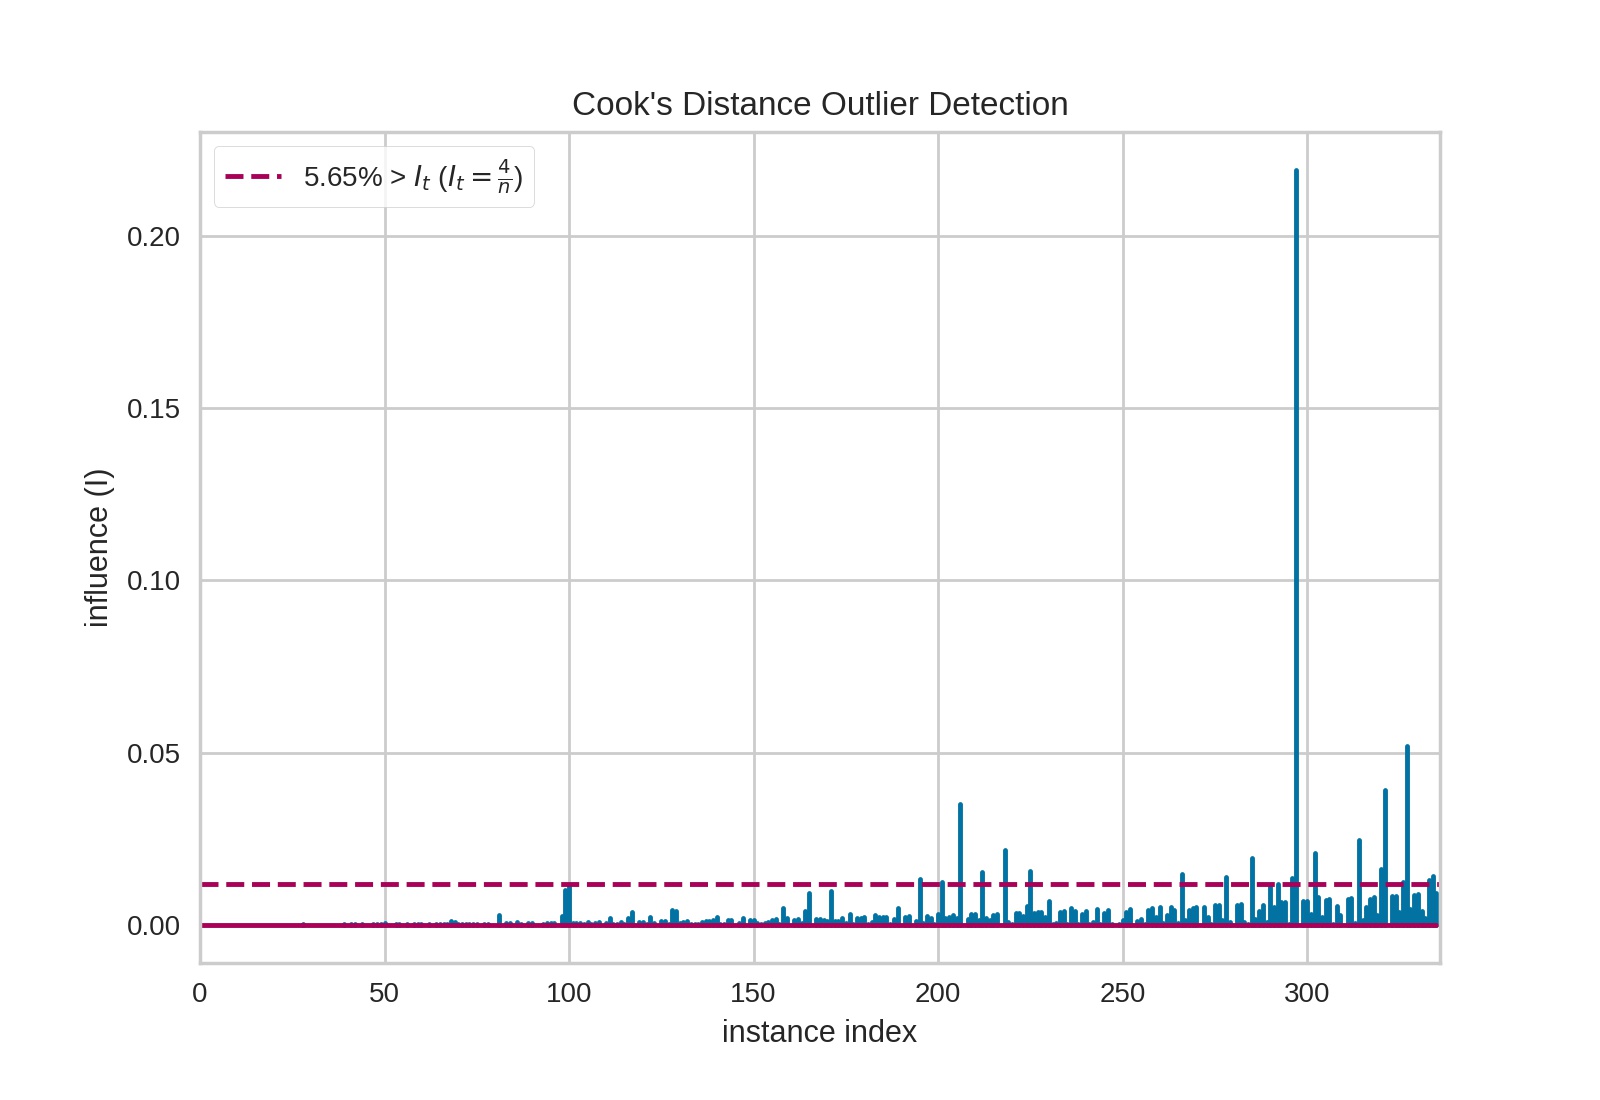 Cook's Distance Outlier Detection
5.65% > I_t (I_t = 4/n)
0.20
0.15
0.10
0.05
0.00
influence (I)
0 50 100 150 200 250 300
instance index